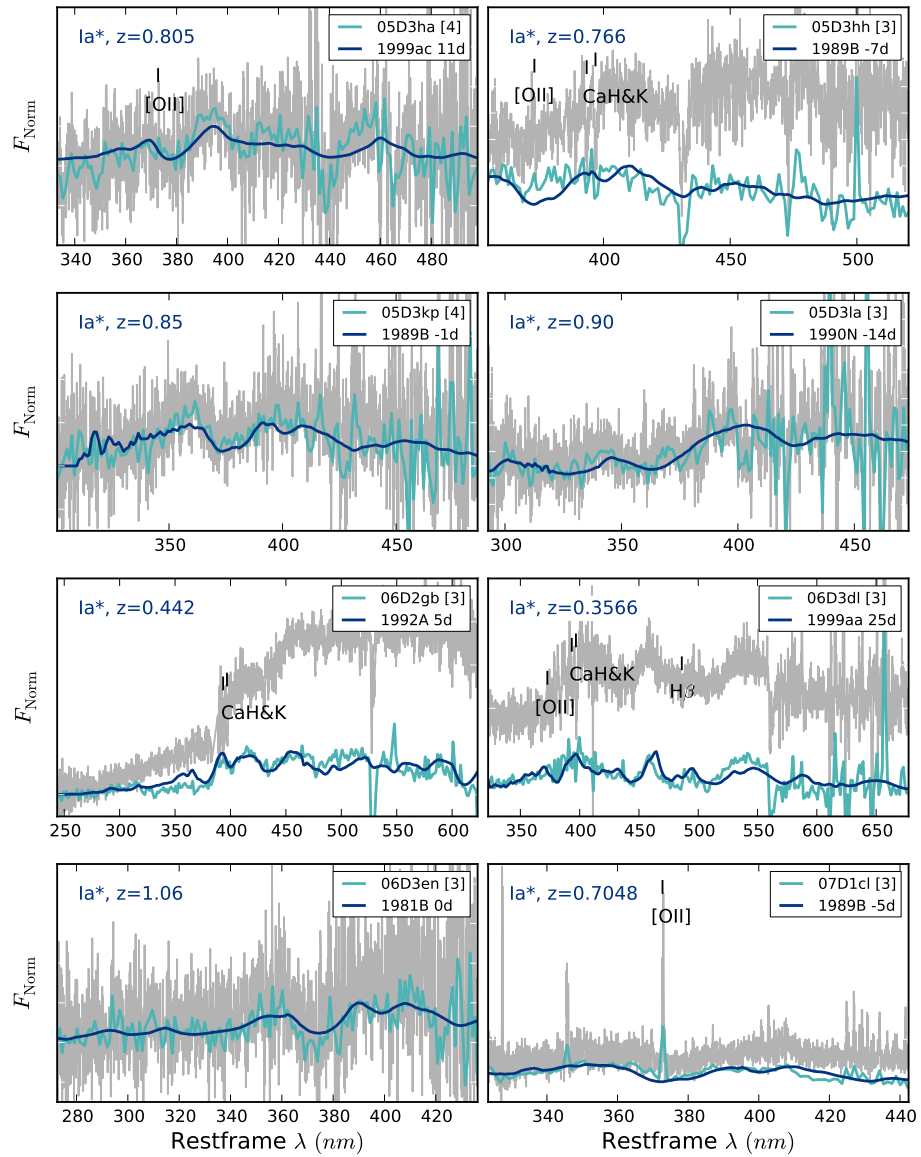 Ia*, z=0.805
05D3ha [4]
1999ac 11d
[OII]
F_Norm
340 360 380 400 420 440 460 480
Ia*, z=0.766
05D3hh [3]
1989B -7d
[OII]
CaH&K
400 450 500
Ia*, z=0.85
05D3kp [4]
1989B -1d
F_Norm
350 400 450
Ia*, z=0.90
05D3la [3]
1990N -14d
300 350 400 450
Ia*, z=0.442
06D2gb [3]
1992A 5d
CaH&K
F_Norm
250 300 350 400 450 500 550 600
Ia*, z=0.3566
06D3dl [3]
1999aa 25d
[OII]
CaH&K
Hβ
350 400 450 500 550 600 650
Ia*, z=1.06
06D3en [3]
1981B 0d
F_Norm
280 300 320 340 360 380 400 420
Restframe λ (nm)
Ia*, z=0.7048
07D1cl [3]
1989B -5d
[OII]
340 360 380 400 420 440
Restframe λ (nm)